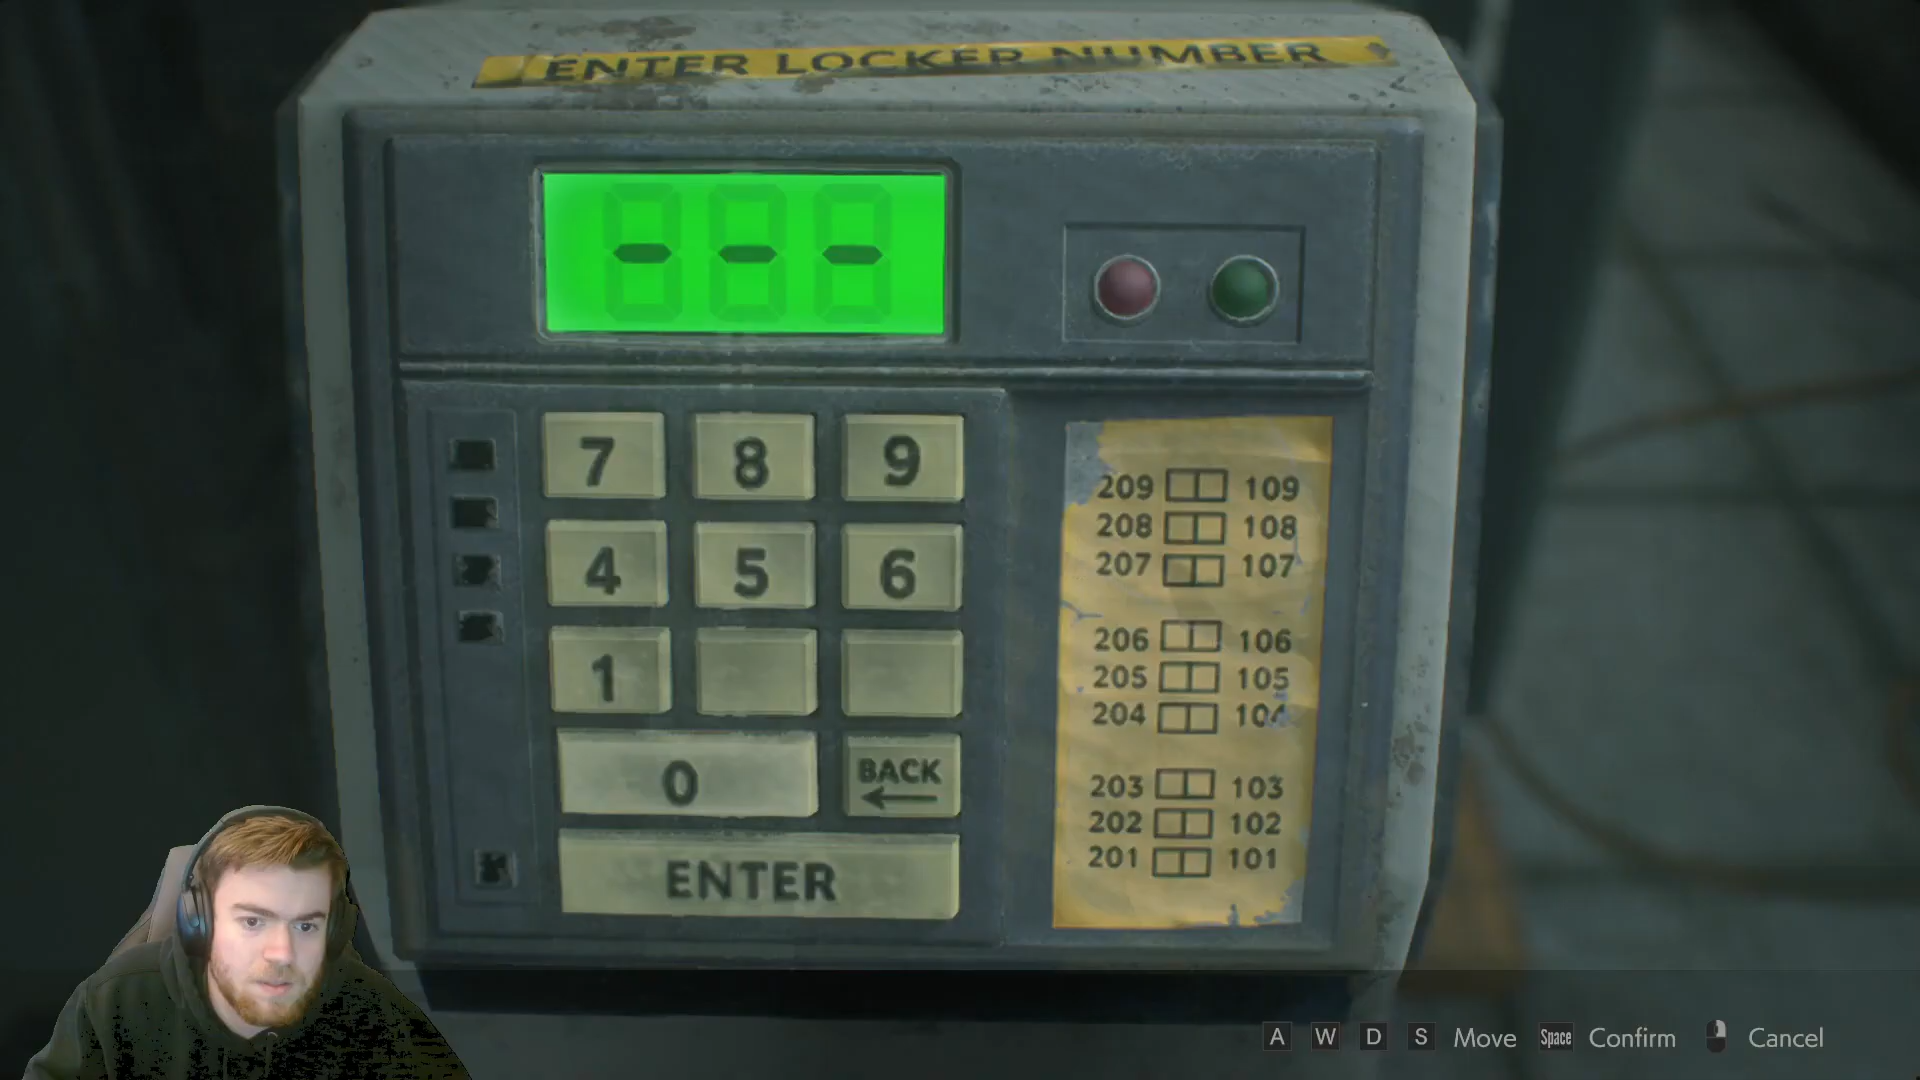 ENTER LOCKER NUMBER
7 8 9
4 5 6
1
0 BACK
ENTER
209 109
208 108
207 107
206 106
205 105
204 104
203 103
202 102
201 101
A W D S Move Space Confirm Cancel